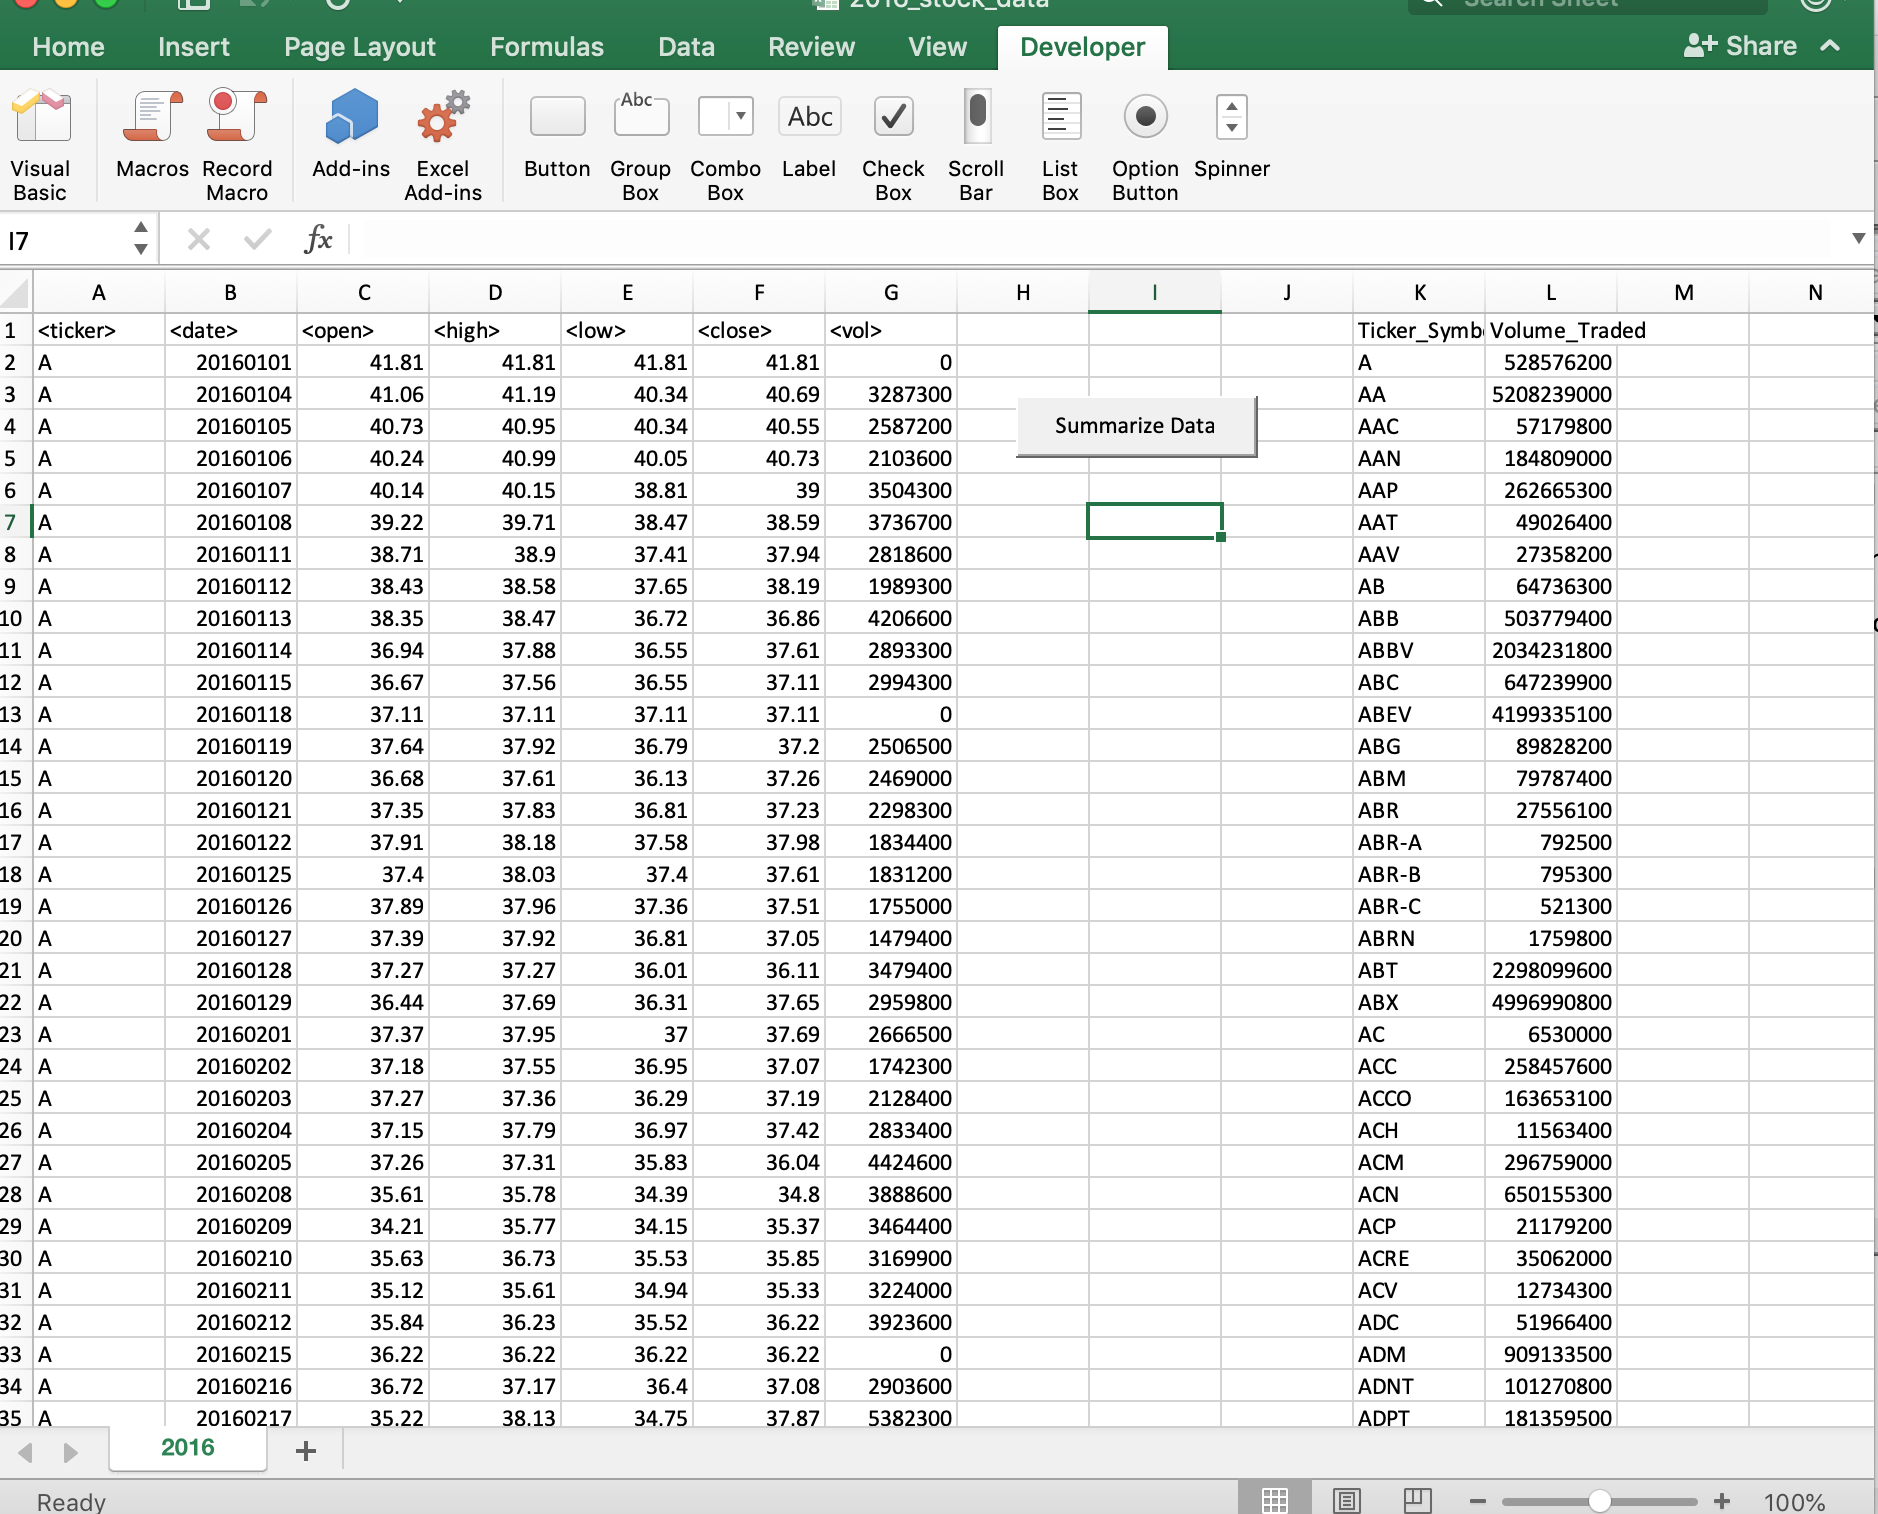 2016_stock_data
Search Sheet
Home Insert Page Layout Formulas Data Review View Developer Share
Abc Abc
Visual Basic Macros Record Macro Add-ins Excel Add-ins Button Group Box Combo Box Label Check Box Scroll Bar List Box Option Button Spinner
I7 fx
A B C D E F G H I J K L M N
1 <ticker> <date> <open> <high> <low> <close> <vol> Ticker_Symb Volume_Traded
2 A 20160101 41.81 41.81 41.81 41.81 0 A 528576200
3 A 20160104 41.06 41.19 40.34 40.69 3287300 AA 5208239000
Summarize Data
4 A 20160105 40.73 40.95 40.34 40.55 2587200 AAC 57179800
5 A 20160106 40.24 40.99 40.05 40.73 2103600 AAN 184809000
6 A 20160107 40.14 40.15 38.81 39 3504300 AAP 262665300
7 A 20160108 39.22 39.71 38.47 38.59 3736700 AAT 49026400
8 A 20160111 38.71 38.9 37.41 37.94 2818600 AAV 27358200
9 A 20160112 38.43 38.58 37.65 38.19 1989300 AB 64736300
10 A 20160113 38.35 38.47 36.72 36.86 4206600 ABB 503779400
11 A 20160114 36.94 37.88 36.55 37.61 2893300 ABBV 2034231800
12 A 20160115 36.67 37.56 36.55 37.11 2994300 ABC 647239900
13 A 20160118 37.11 37.11 37.11 37.11 0 ABEV 4199335100
14 A 20160119 37.64 37.92 36.79 37.2 2506500 ABG 89828200
15 A 20160120 36.68 37.61 36.13 37.26 2469000 ABM 79787400
16 A 20160121 37.35 37.83 36.81 37.23 2298300 ABR 27556100
17 A 20160122 37.91 38.18 37.58 37.98 1834400 ABR-A 792500
18 A 20160125 37.4 38.03 37.4 37.61 1831200 ABR-B 795300
19 A 20160126 37.89 37.96 37.36 37.51 1755000 ABR-C 521300
20 A 20160127 37.39 37.92 36.81 37.05 1479400 ABRN 1759800
21 A 20160128 37.27 37.27 36.01 36.11 3479400 ABT 2298099600
22 A 20160129 36.44 37.69 36.31 37.65 2959800 ABX 4996990800
23 A 20160201 37.37 37.95 37 37.69 2666500 AC 6530000
24 A 20160202 37.18 37.55 36.95 37.07 1742300 ACC 258457600
25 A 20160203 37.27 37.36 36.29 37.19 2128400 ACCO 163653100
26 A 20160204 37.15 37.79 36.97 37.42 2833400 ACH 11563400
27 A 20160205 37.26 37.31 35.83 36.04 4424600 ACM 296759000
28 A 20160208 35.61 35.78 34.39 34.8 3888600 ACN 650155300
29 A 20160209 34.21 35.77 34.15 35.37 3464400 ACP 21179200
30 A 20160210 35.63 36.73 35.53 35.85 3169900 ACRE 35062000
31 A 20160211 35.12 35.61 34.94 35.33 3224000 ACV 12734300
32 A 20160212 35.84 36.23 35.52 36.22 3923600 ADC 51966400
33 A 20160215 36.22 36.22 36.22 36.22 0 ADM 909133500
34 A 20160216 36.72 37.17 36.4 37.08 2903600 ADNT 101270800
35 A 20160217 35.22 38.13 34.75 37.87 5382300 ADPT 181359500
2016
Ready 100%